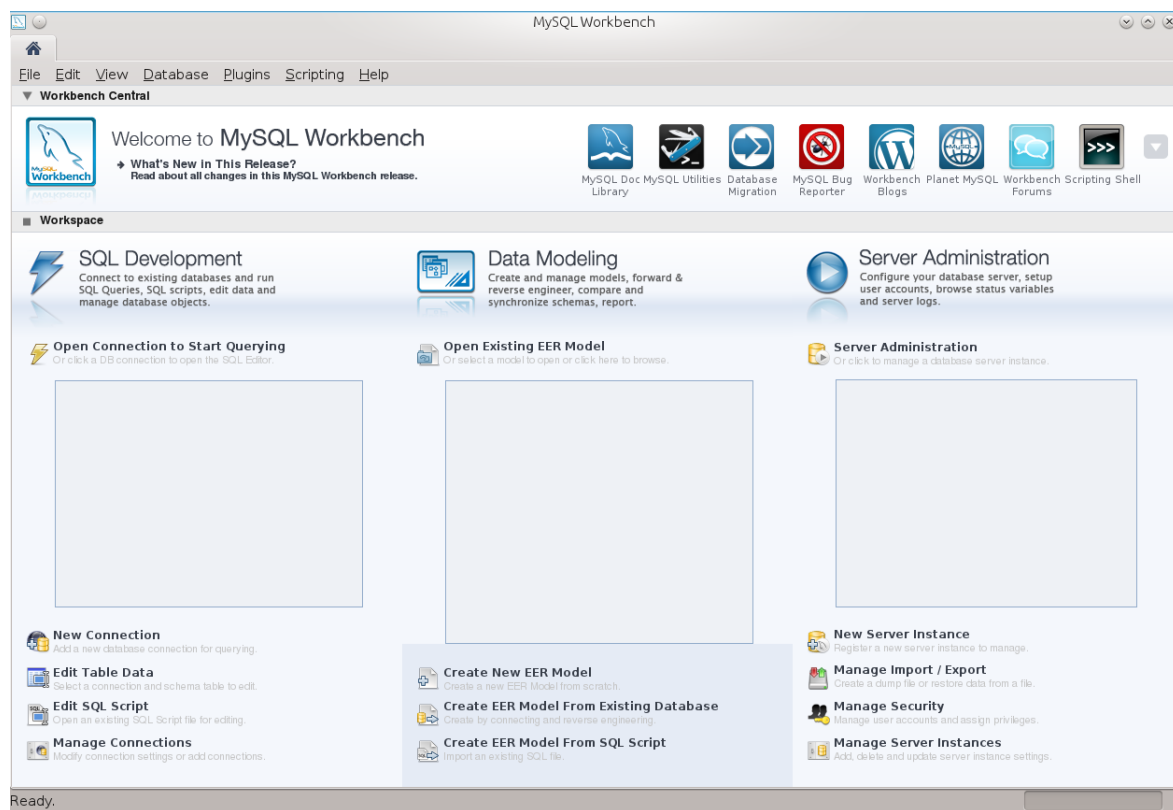 MySQL Workbench
File Edit View Database Plugins Scripting Help
Workbench Central
MySQL
Workbench
Welcome to MySQL Workbench
What's New in This Release?
Read about all changes in this MySQL Workbench release.
MySQL Doc
Library
MySQL Utilities
Database
Migration
MySQL Bug
Reporter
Workbench
Blogs
Planet MySQL
Workbench
Forums
>>>
Scripting Shell
Workspace
SQL Development
Connect to existing databases and run
SQL Queries, SQL scripts, edit data and
manage database objects.
Open Connection to Start Querying
Or click a DB connection to open the SQL Editor.
New Connection
Add a new database connection for querying.
Edit Table Data
Select a connection and schema table to edit.
Edit SQL Script
Open an existing SQL Script file for editing.
Manage Connections
Modify connection settings or add connections.
Data Modeling
Create and manage models, forward &
reverse engineer, compare and
synchronize schemas, report.
Open Existing EER Model
Or select a model to open or click here to browse.
Create New EER Model
Create a new EER Model from scratch.
Create EER Model From Existing Database
Create by connecting and reverse engineering.
Create EER Model From SQL Script
Import an existing SQL file.
Server Administration
Configure your database server, setup
user accounts, browse status variables
and server logs.
Server Administration
Or click to manage a database server instance.
New Server Instance
Register a new server instance to manage.
Manage Import / Export
Create a dump file or restore data from a file.
Manage Security
Manage user accounts and assign privileges.
Manage Server Instances
Add, delete and update server instance settings.
Ready.